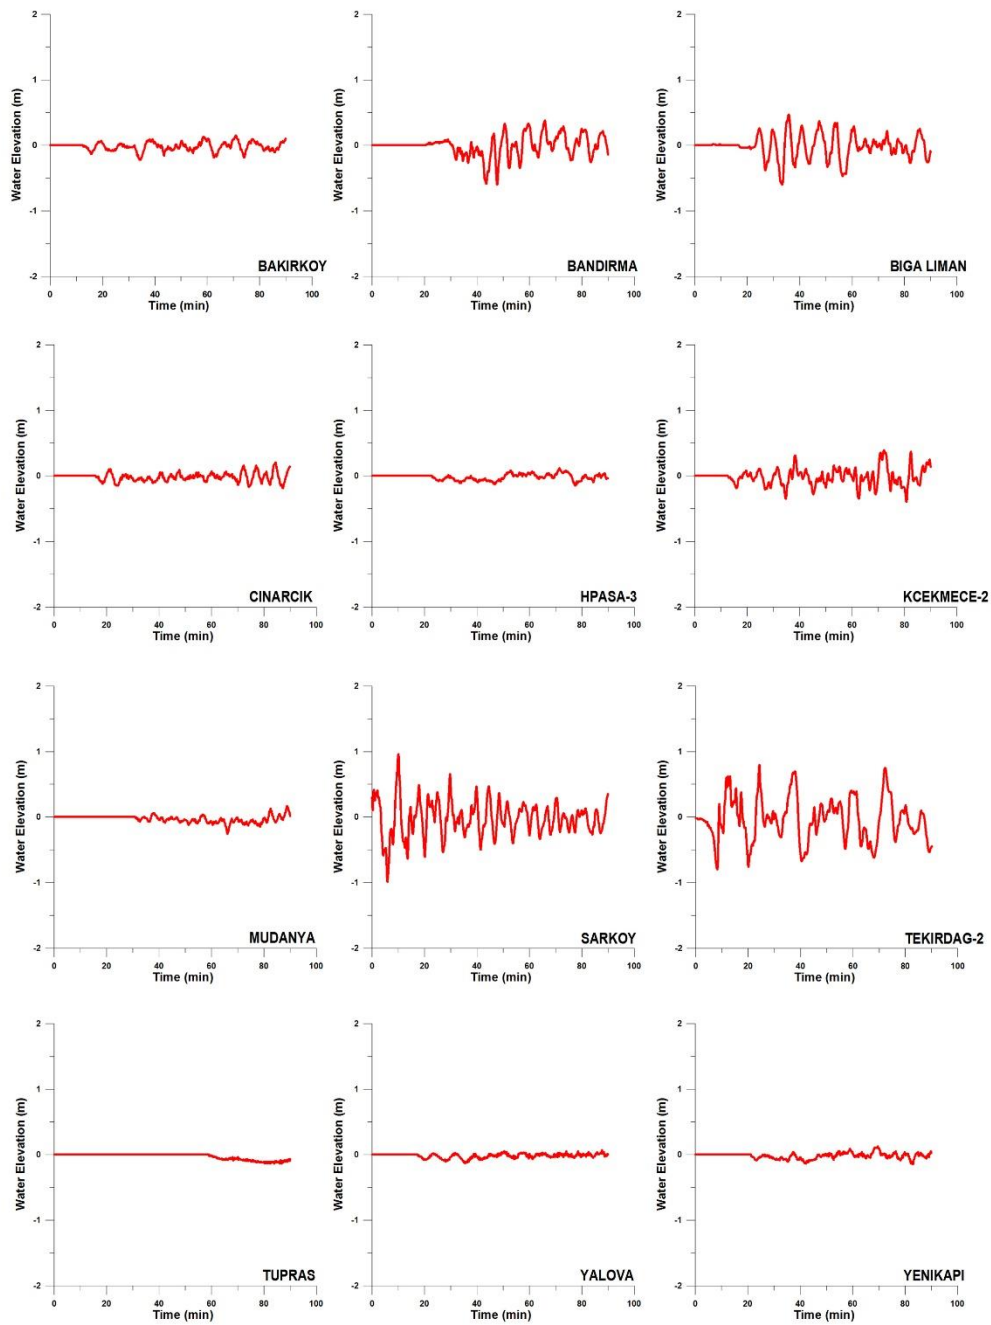 2
1
0
-1
-2
Water Elevation (m)
0 20 40 60 80 100
Time (min)
BAKIRKOY
2
1
0
-1
-2
Water Elevation (m)
0 20 40 60 80 100
Time (min)
BANDIRMA
2
1
0
-1
-2
Water Elevation (m)
0 20 40 60 80 100
Time (min)
BIGA LIMAN
2
1
0
-1
-2
Water Elevation (m)
0 20 40 60 80 100
Time (min)
CINARCIK
2
1
0
-1
-2
Water Elevation (m)
0 20 40 60 80 100
Time (min)
HPASA-3
2
1
0
-1
-2
Water Elevation (m)
0 20 40 60 80 100
Time (min)
KCEKMECE-2
2
1
0
-1
-2
Water Elevation (m)
0 20 40 60 80 100
Time (min)
MUDANYA
2
1
0
-1
-2
Water Elevation (m)
0 20 40 60 80 100
Time (min)
SARKOY
2
1
0
-1
-2
Water Elevation (m)
0 20 40 60 80 100
Time (min)
TEKIRDAG-2
2
1
0
-1
-2
Water Elevation (m)
0 20 40 60 80 100
Time (min)
TUPRAS
2
1
0
-1
-2
Water Elevation (m)
0 20 40 60 80 100
Time (min)
YALOVA
2
1
0
-1
-2
Water Elevation (m)
0 20 40 60 80 100
Time (min)
YENIKAPI